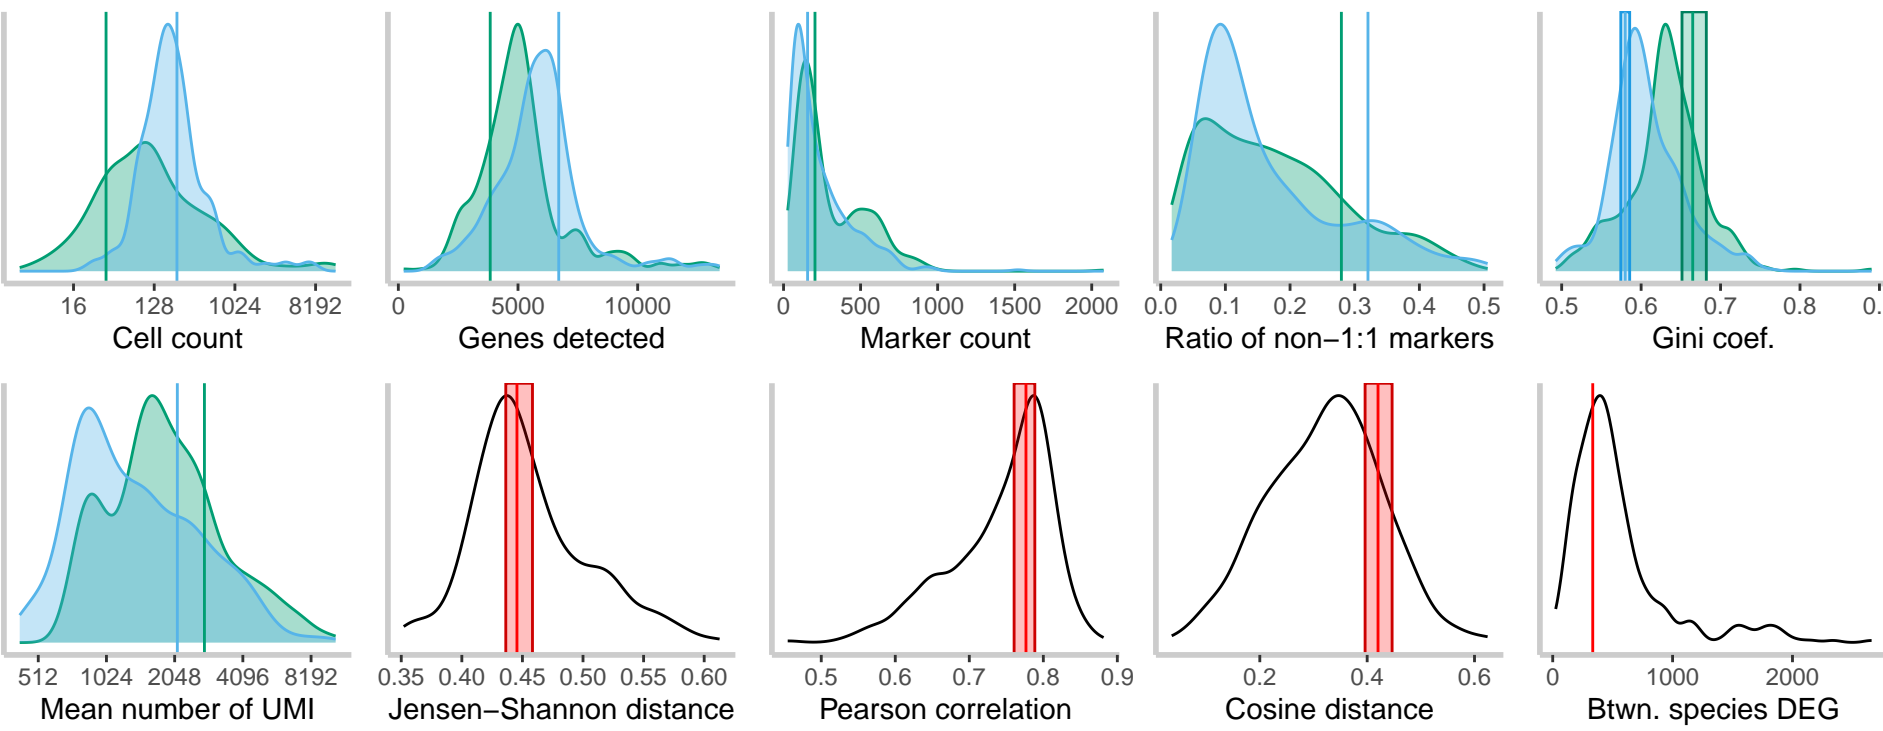 16 128 1024 8192
Cell count
0 5000 10000
Genes detected
0 500 1000 1500 2000
Marker count
0.0 0.1 0.2 0.3 0.4 0.5
Ratio of non−1:1 markers
0.5 0.6 0.7 0.8 0.
Gini coef.
512 1024 2048 4096 8192
Mean number of UMI
0.35 0.40 0.45 0.50 0.55 0.60
Jensen−Shannon distance
0.5 0.6 0.7 0.8 0.9
Pearson correlation
0.2 0.4 0.6
Cosine distance
0 1000 2000
Btwn. species DEG